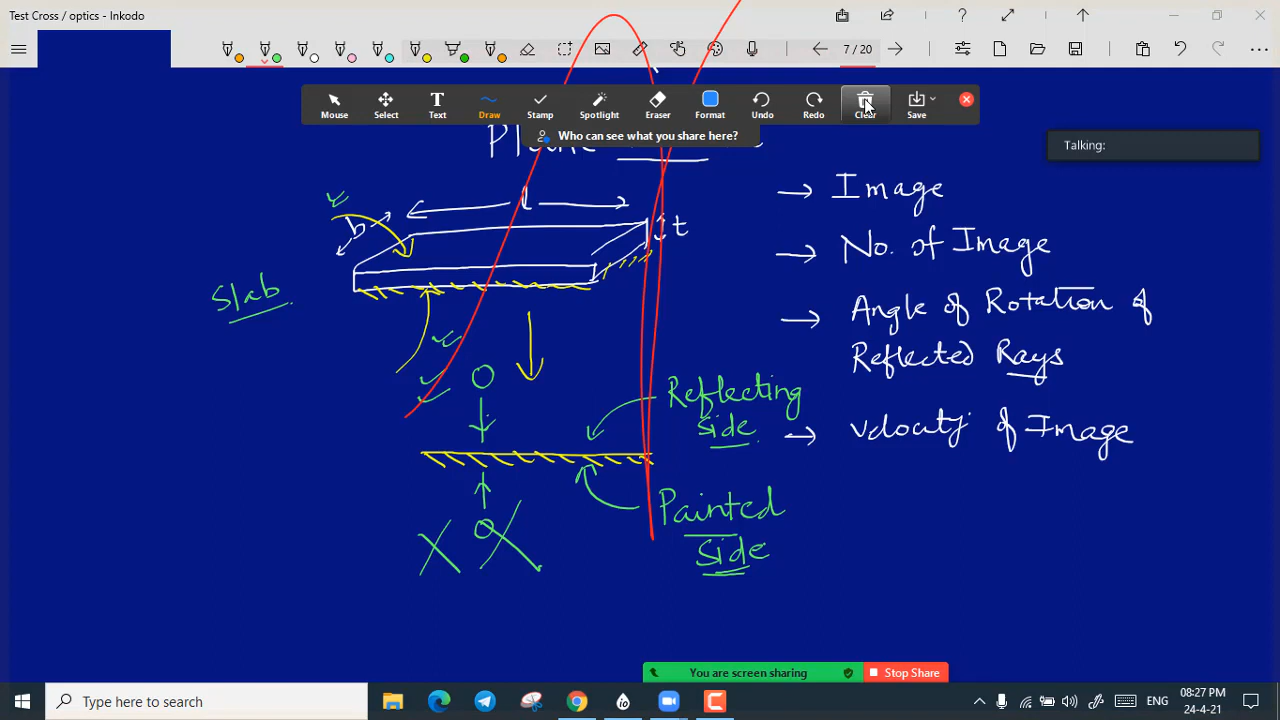 Test Cross / optics - Inkodo
7 / 20
Mouse
Select
Text
Draw
Stamp
Spotlight
Eraser
Format
Undo
Redo
Clear
Save
Who can see what you share here?
Talking:
l
b
t
Slab
O
Reflecting
Side
Painted
Side
O
→ Image
→ No. of Image
→ Angle of Rotation of
Reflected Rays
→ Velocity of Image
You are screen sharing
Stop Share
Type here to search
ENG
08:27 PM
24-4-21